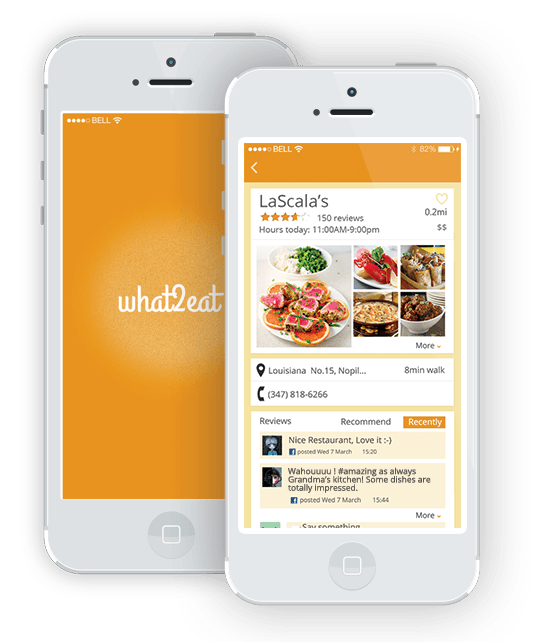 BELL
what2eat
BELL 82%
LaScala's
150 reviews
0.2mi
Hours today: 11:00AM-9:00pm
$$
More
Louisiana No.15, Nopil...
8min walk
(347) 818-6266
Reviews Recommend Recently
Nice Restaurant, Love it :-)
posted Wed 7 March 15:20
Wahouuuu ! #amazing as always
Grandma's kitchen! Some dishes are
totally impressed.
posted Wed 7 March 15:44
More
Say something